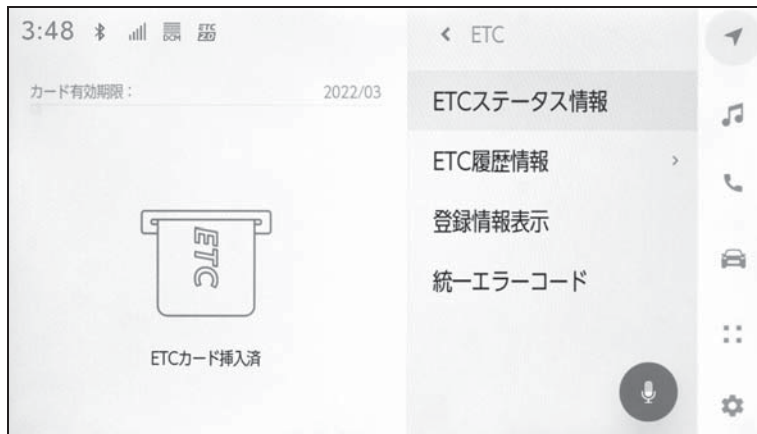 3:48
DCM
ETC
カード有効期限： 2022/03
ETC
ETCカード挿入済
ETC
ETCステータス情報
ETC履歴情報
登録情報表示
統一エラーコード